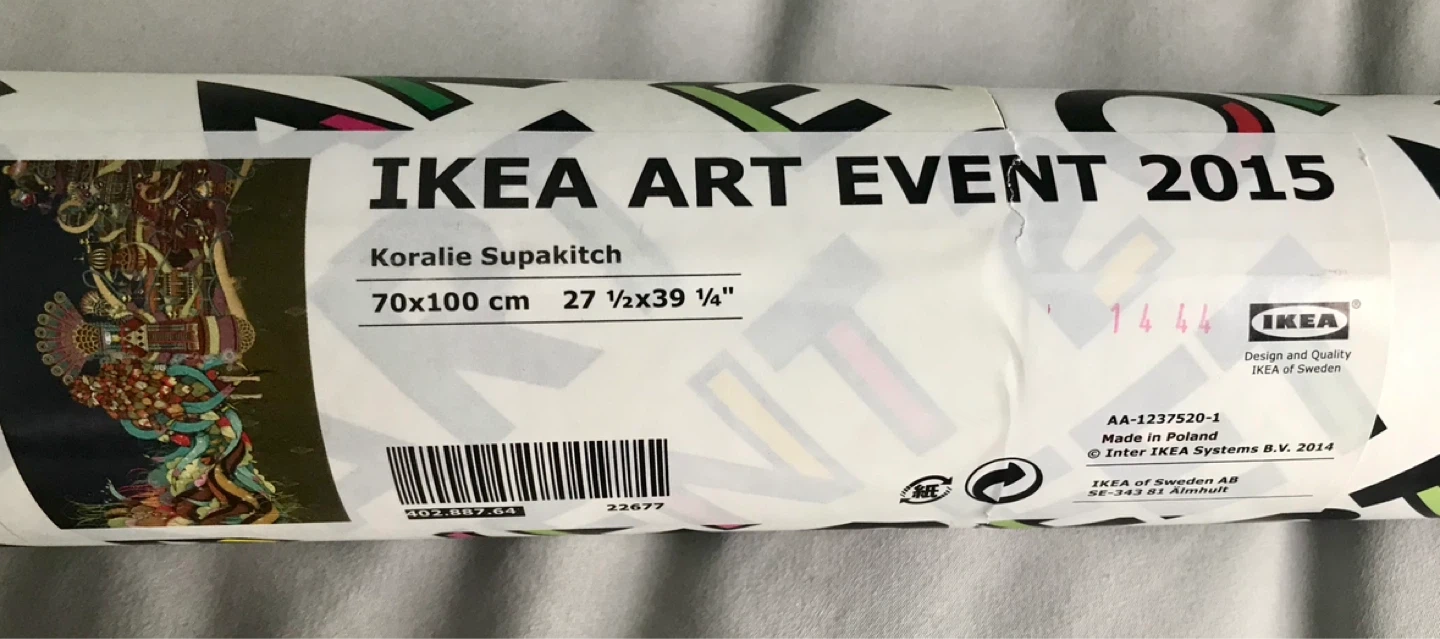 IKEA ART EVENT 2015
Koralie Supakitch
70x100 cm 27 ½x39 ¼"
1444
IKEA®
Design and Quality
IKEA of Sweden
AA-1237520-1
Made in Poland
© Inter IKEA Systems B.V. 2014
IKEA of Sweden AB
SE-343 81 Älmhult
紙
402.887.64
22677